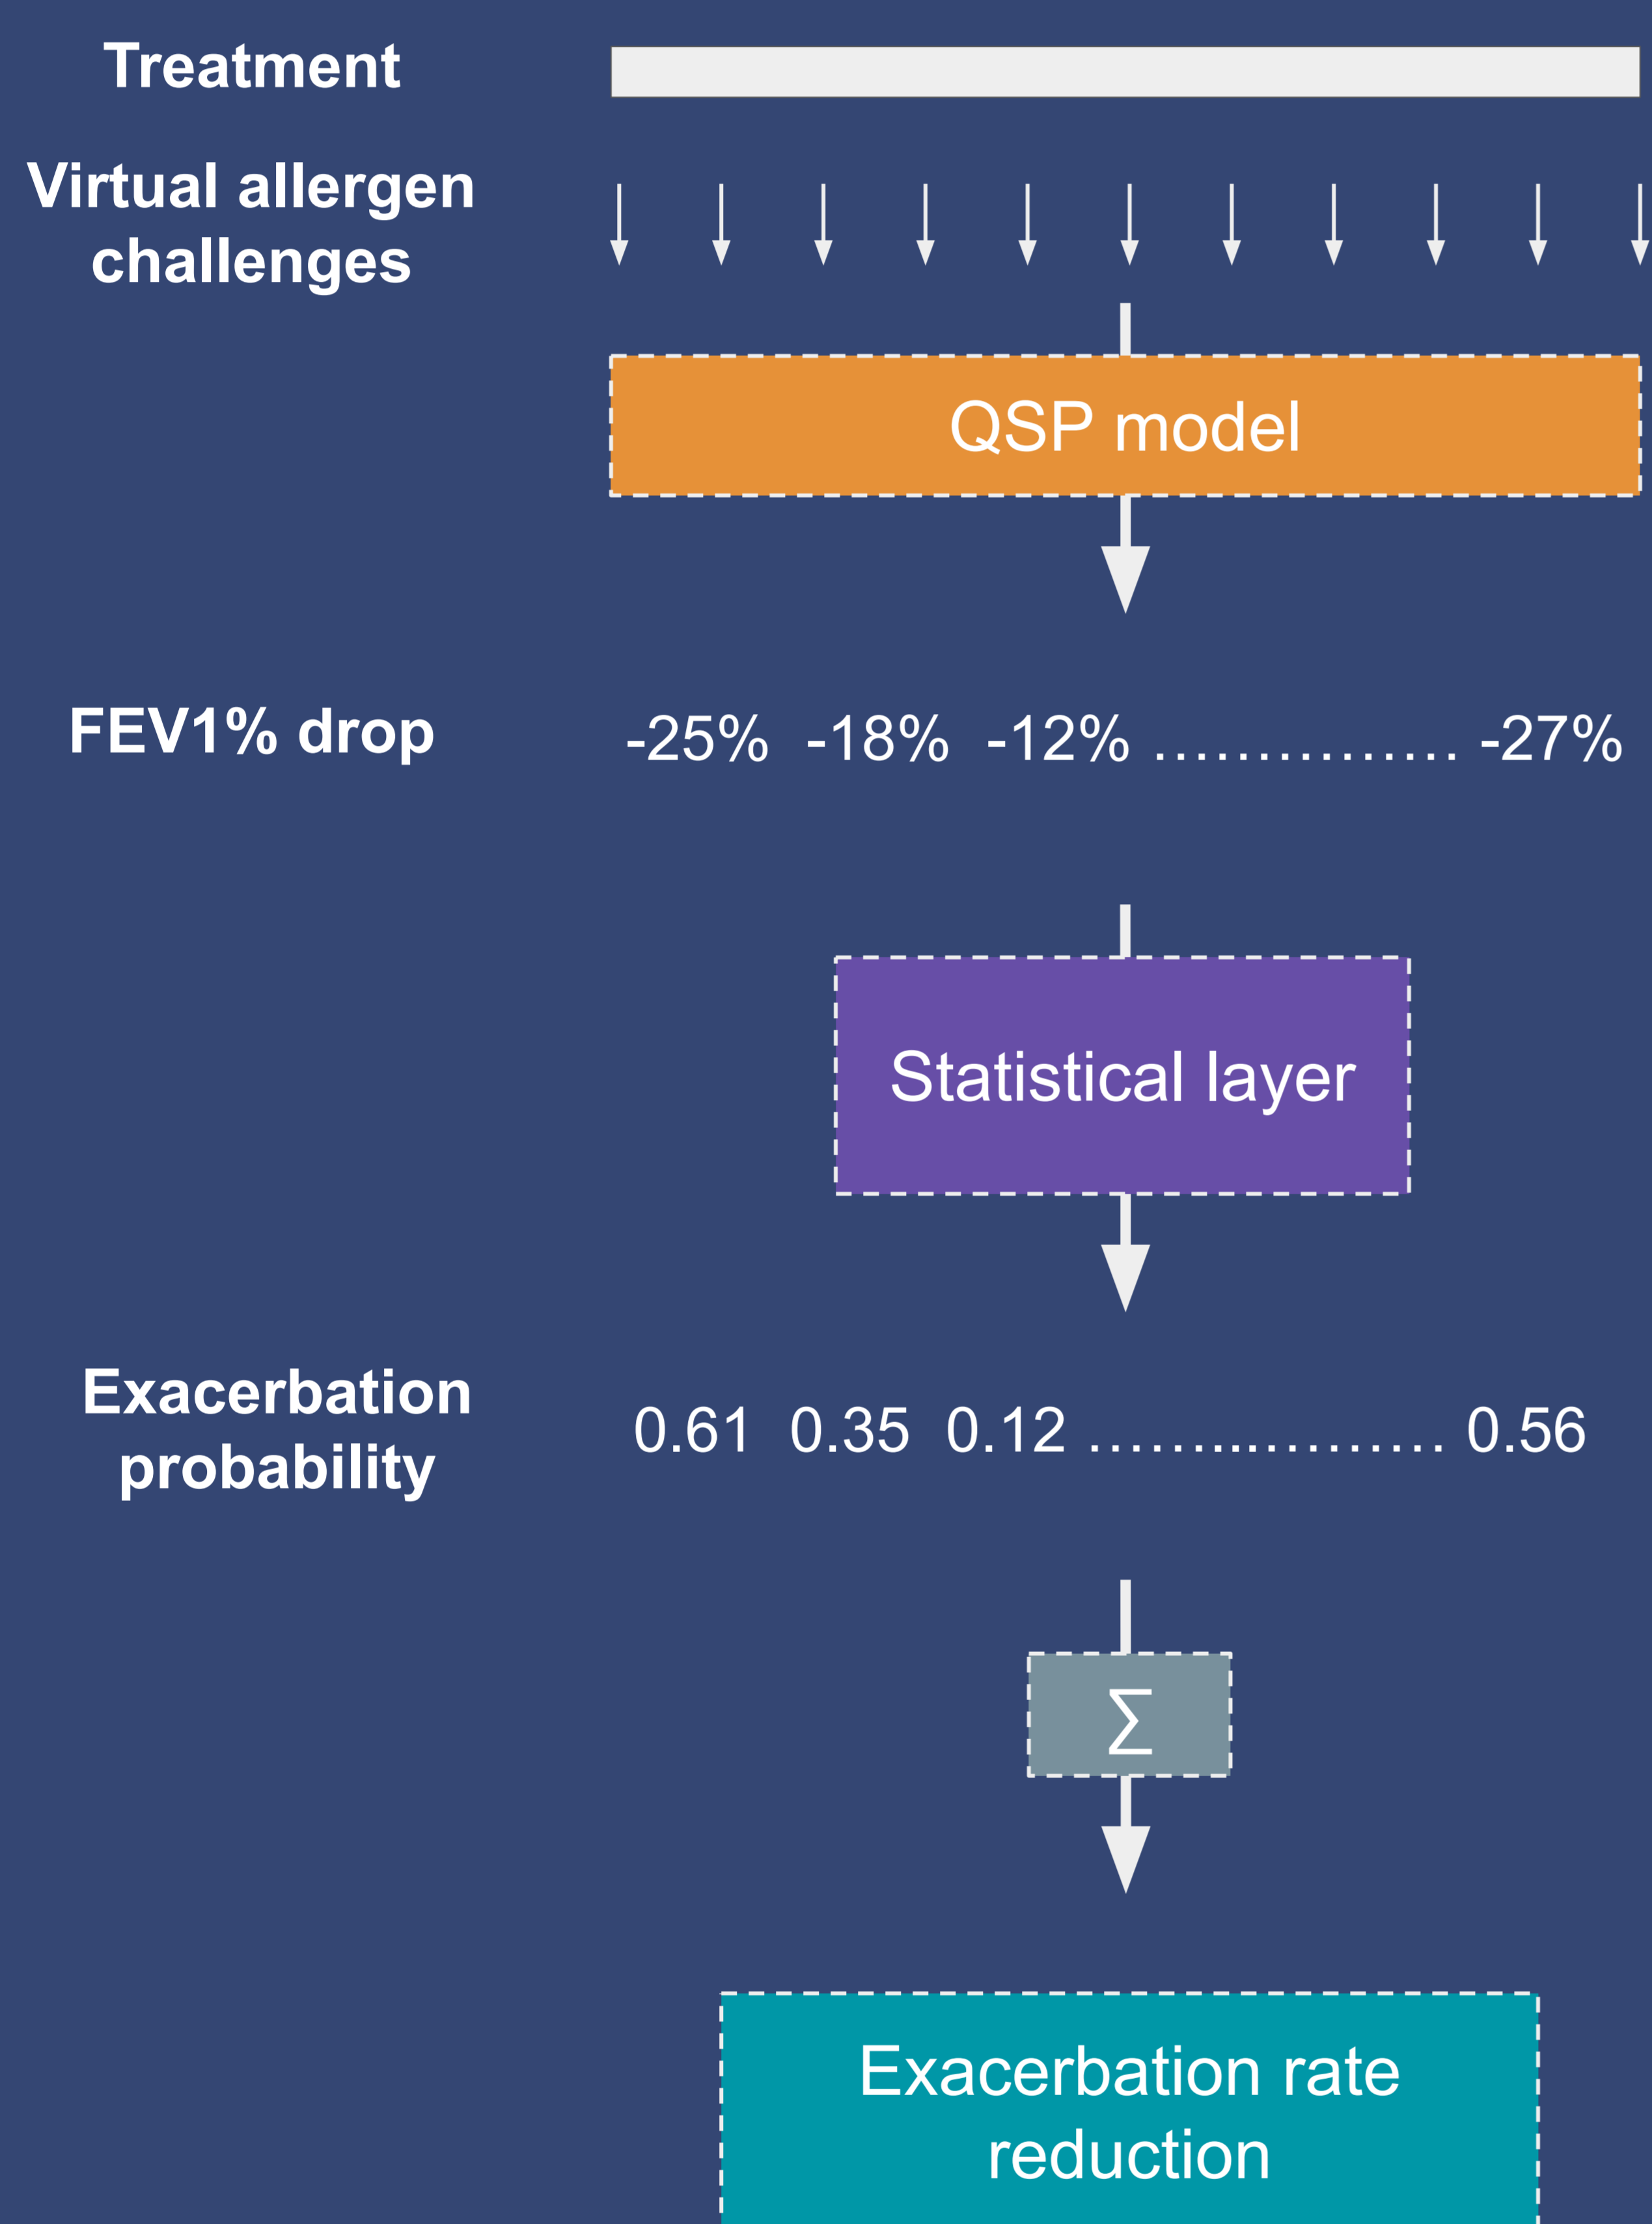 Treatment
Virtual allergen
challenges
QSP model
FEV1% drop
-25% -18% -12% ............... -27%
Statistical layer
Exacerbation
probability
0.61 0.35 0.12 ................. 0.56
Σ
Exacerbation rate
reduction